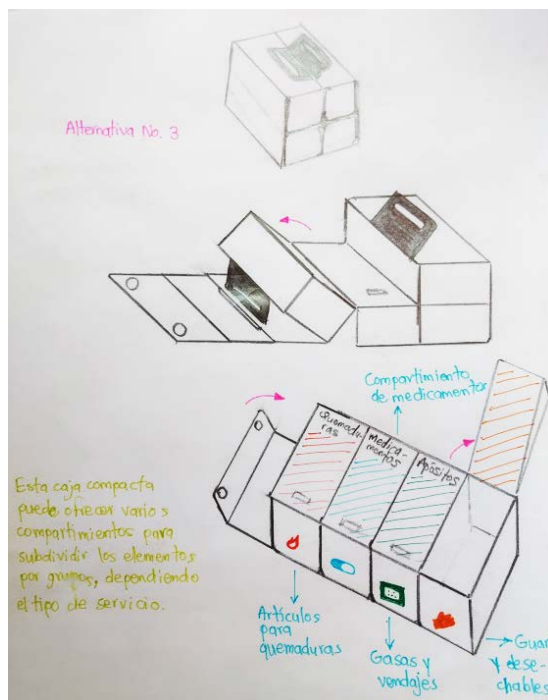 Alternativa No. 3
Compartimiento
de medicamentos
Quemadu-
ras
Medica-
mentos
Apósitos
Esta caja compacta
puede ofrecer varios
compartimientos para
subdividir los elementos
por grupos, dependiendo
el tipo de servicio.
Artículos
para
quemaduras
Gasas y
vendajes
y dese-
chables